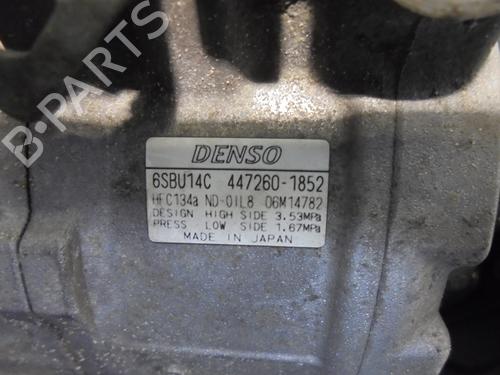 B-PARTS
DENSO
6SBU14C 447260-1852
HFC134a ND-OIL8 06M14782
DESIGN HIGH SIDE 3.53MPa
PRESS LOW SIDE 1.67MPa
MADE IN JAPAN